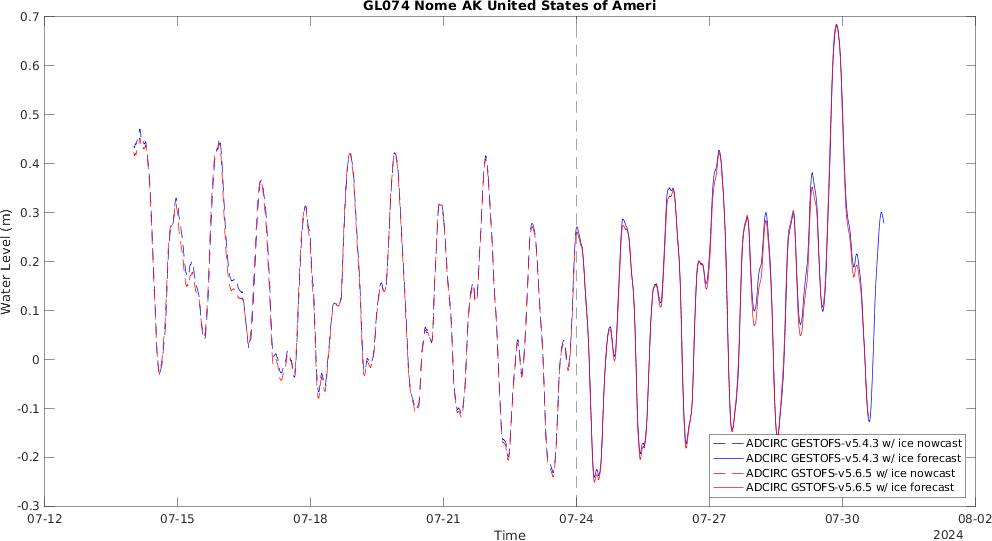 GL074 Nome AK United States of Ameri
Water Level (m)
0.7
0.6
0.5
0.4
0.3
0.2
0.1
0
-0.1
-0.2
-0.3
ADCIRC GESTOFS-v5.4.3 w/ ice nowcast
ADCIRC GESTOFS-v5.4.3 w/ ice forecast
ADCIRC GSTOFS-v5.6.5 w/ ice nowcast
ADCIRC GSTOFS-v5.6.5 w/ ice forecast
07-12 07-15 07-18 07-21 07-24 07-27 07-30 08-02
Time
2024